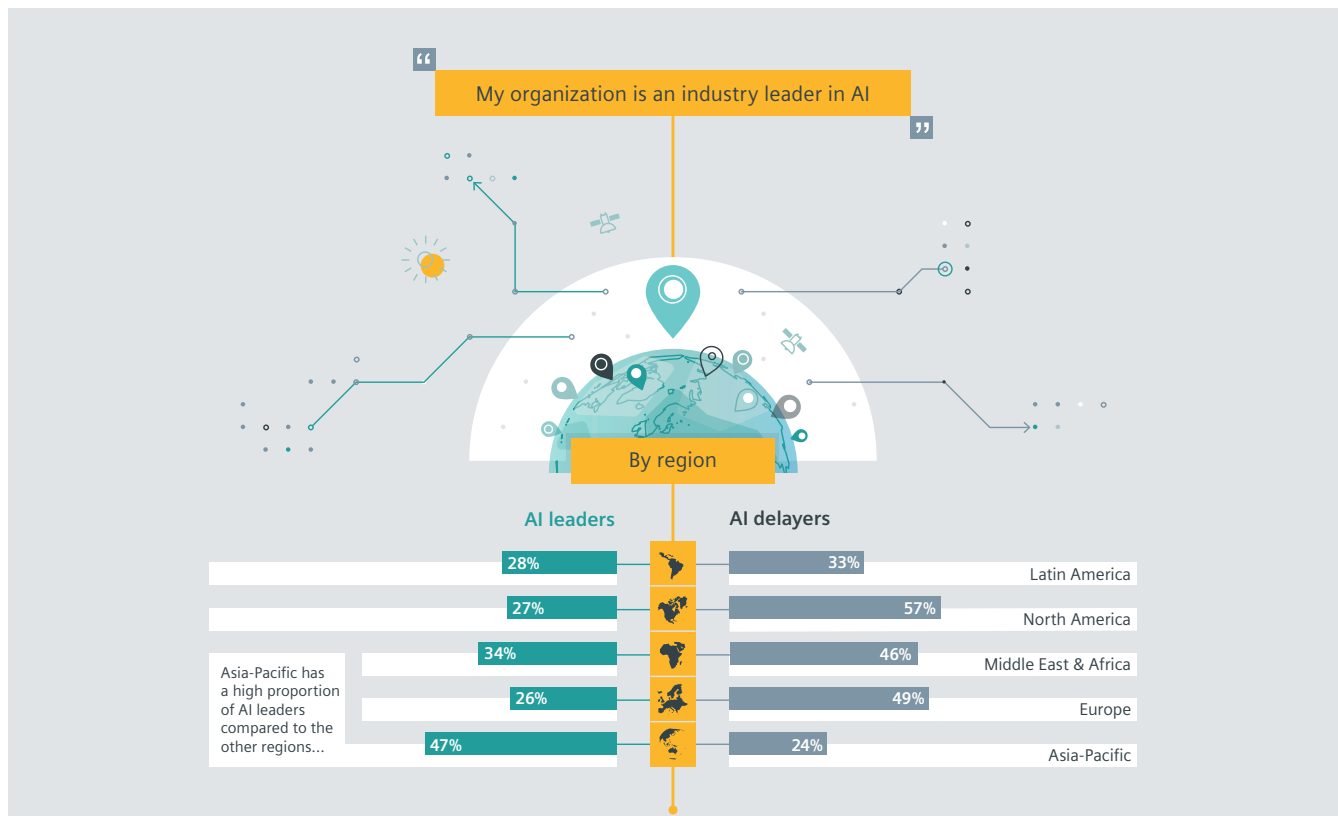 “
My organization is an industry leader in AI
”
By region
AI leaders
AI delayers
28%
33%
Latin America
27%
57%
North America
34%
46%
Middle East & Africa
26%
49%
Europe
47%
24%
Asia-Pacific
Asia-Pacific has
a high proportion
of AI leaders
compared to the
other regions...